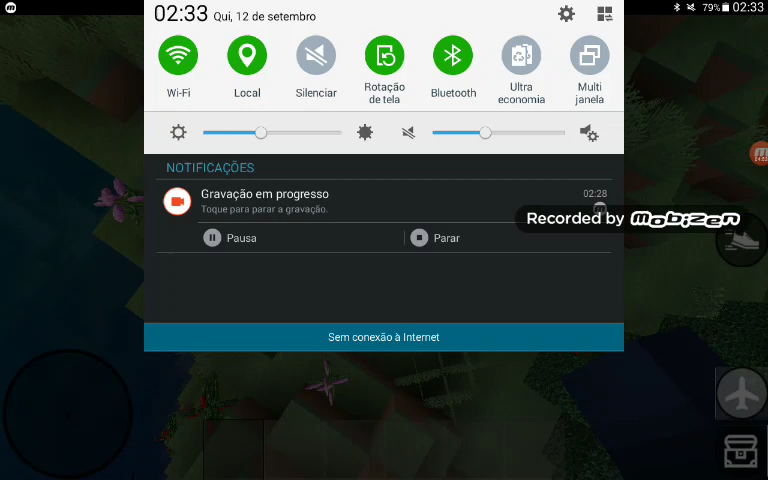 02:33 Qui, 12 de setembro
79% 02:33
Wi-Fi
Local
Silenciar
Rotação
de tela
Bluetooth
Ultra
economia
Multi
janela
NOTIFICAÇÕES
Gravação em progresso
02:28
Toque para parar a gravação.
Recorded by Mobizen
Pausa
Parar
Sem conexão à Internet